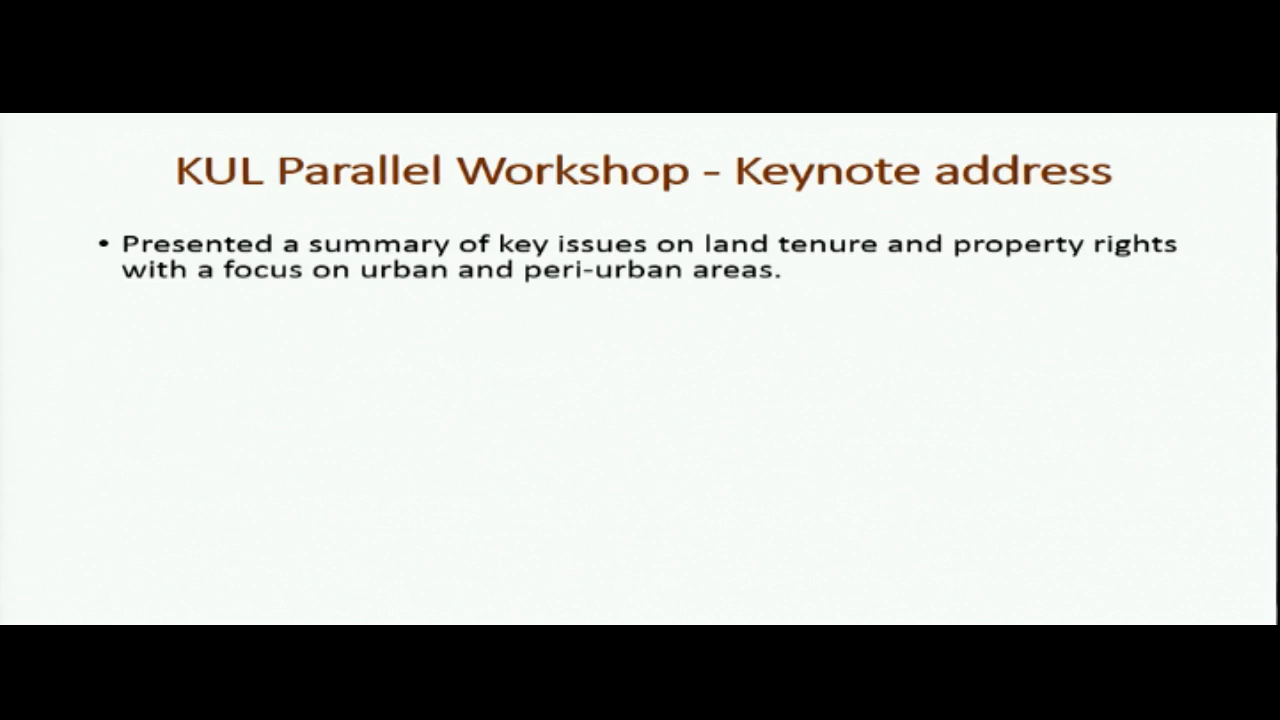 KUL Parallel Workshop - Keynote address
• Presented a summary of key issues on land tenure and property rights
with a focus on urban and peri-urban areas.